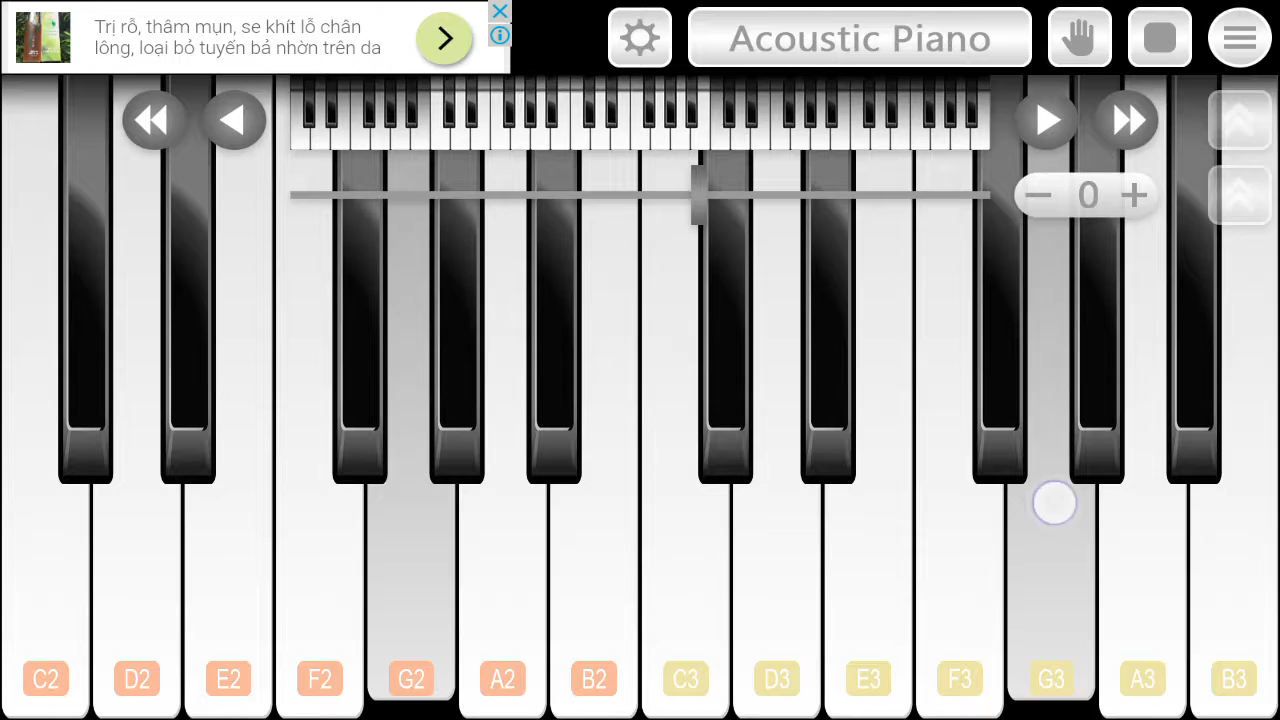 Trị rỗ, thâm mụn, se khít lỗ chân
lông, loại bỏ tuyến bả nhờn trên da
Acoustic Piano
0
C2 D2 E2 F2 G2 A2 B2 C3 D3 E3 F3 G3 A3 B3